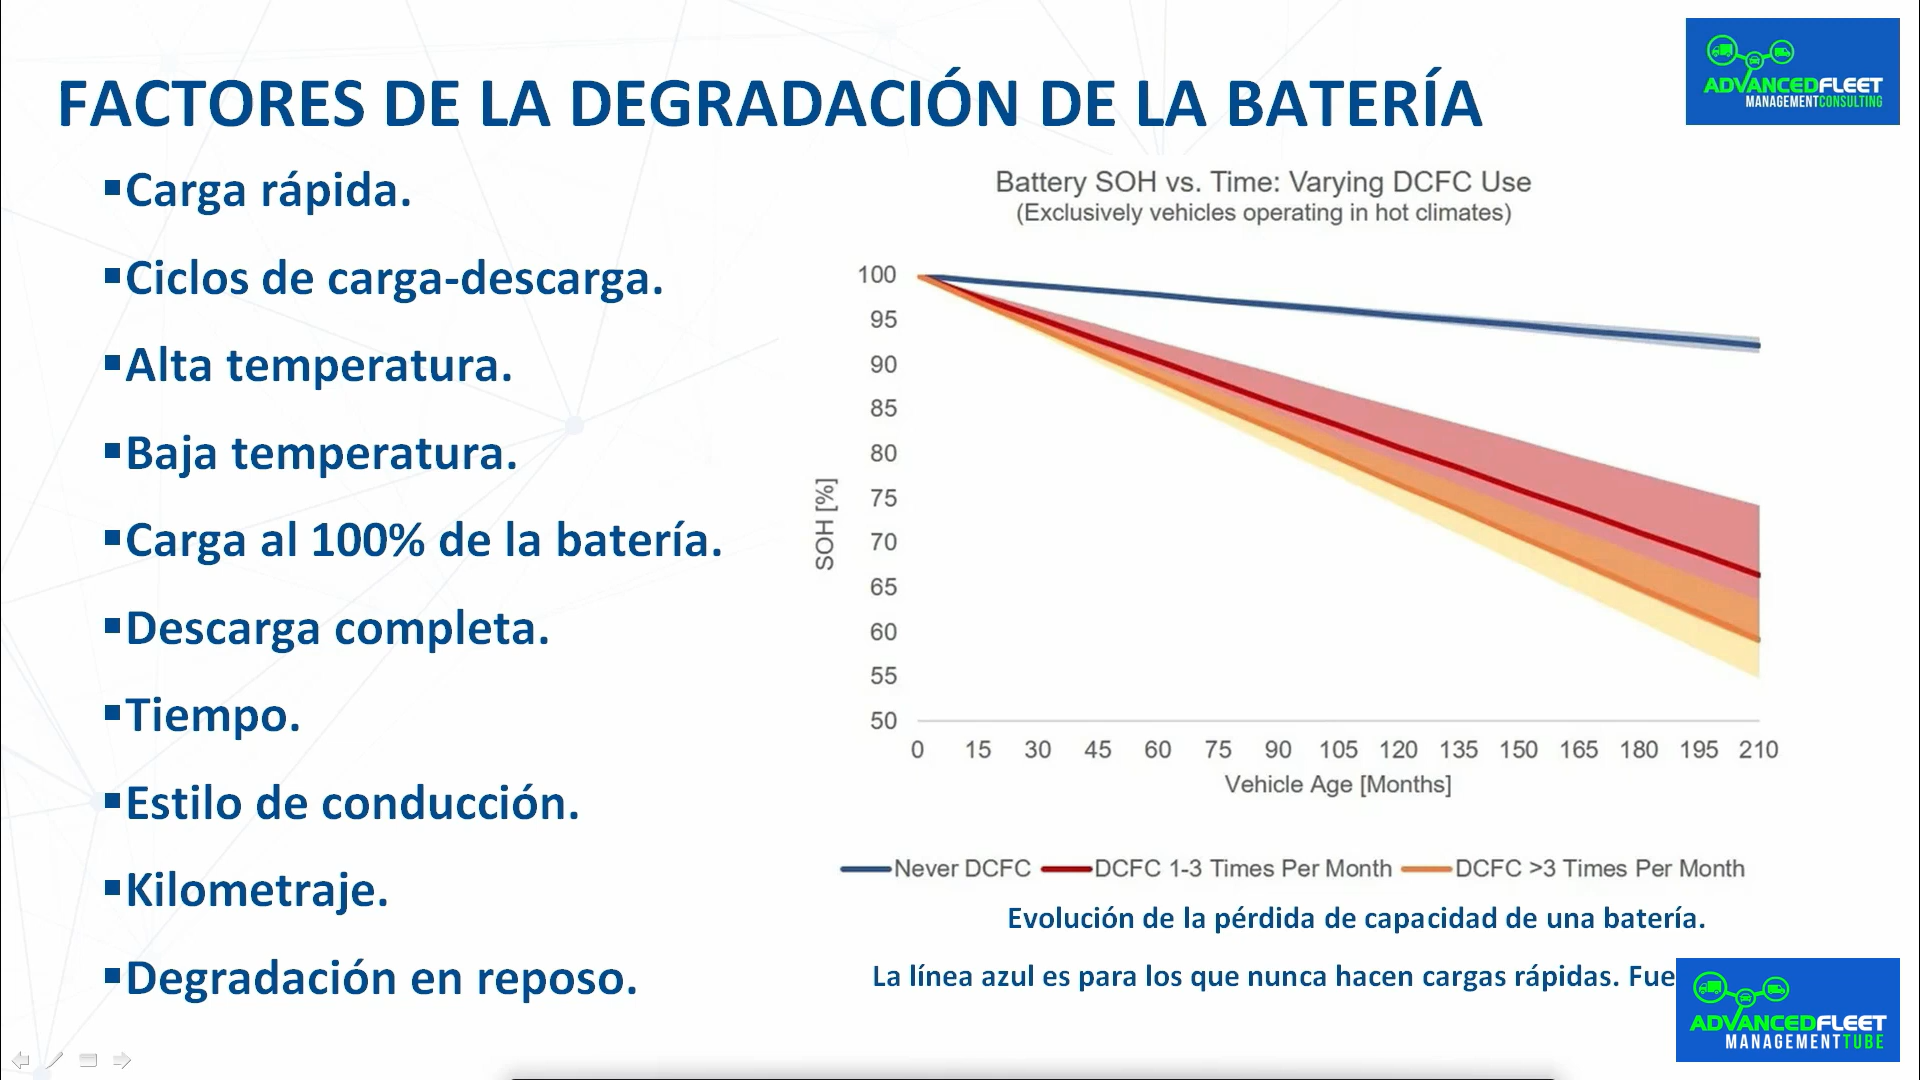 FACTORES DE LA DEGRADACIÓN DE LA BATERÍA
ADVANCEDFLEET
MANAGEMENTCONSULTING
▪Carga rápida.
▪Ciclos de carga-descarga.
▪Alta temperatura.
▪Baja temperatura.
▪Carga al 100% de la batería.
▪Descarga completa.
▪Tiempo.
▪Estilo de conducción.
▪Kilometraje.
▪Degradación en reposo.
Battery SOH vs. Time: Varying DCFC Use
(Exclusively vehicles operating in hot climates)
SOH [%]
100
95
90
85
80
75
70
65
60
55
50
0 15 30 45 60 75 90 105 120 135 150 165 180 195 210
Vehicle Age [Months]
Never DCFC DCFC 1-3 Times Per Month DCFC >3 Times Per Month
Evolución de la pérdida de capacidad de una batería.
La línea azul es para los que nunca hacen cargas rápidas.
ADVANCEDFLEET
MANAGEMENTTUBE